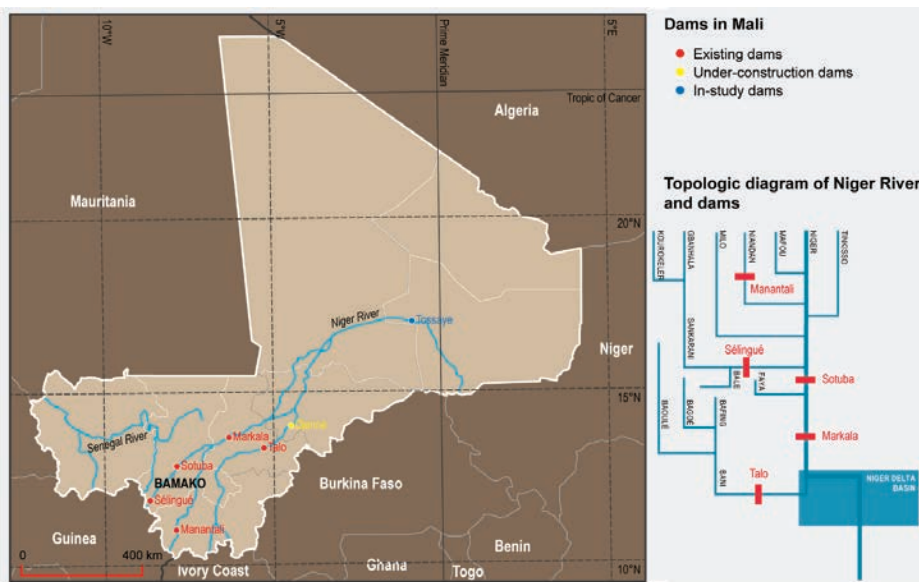 10°W
5°W
Prime Meridian
5°E
Tropic of Cancer
Algeria
Mauritania
20°N
Niger River
Tossaye
Niger
15°N
Senegal River
Markala
Talo
Sotuba
BAMAKO
Burkina Faso
Sélingué
Manantali
Guinea
Benin
0
400 km
Ivory Coast
Ghana
Togo
10°N
Dams in Mali
Existing dams
Under-construction dams
In-study dams
Topologic diagram of Niger River
and dams
GBANHALA
MILO
NIANDAN
MAFOU
NIGER
TINKISSO
Manantali
SANKARANI
Sélingué
BALE
FAYA
Sotuba
BAOULE
BAGOE
BAFING
Markala
BANI
Talo
NIGER DELTA
BASIN